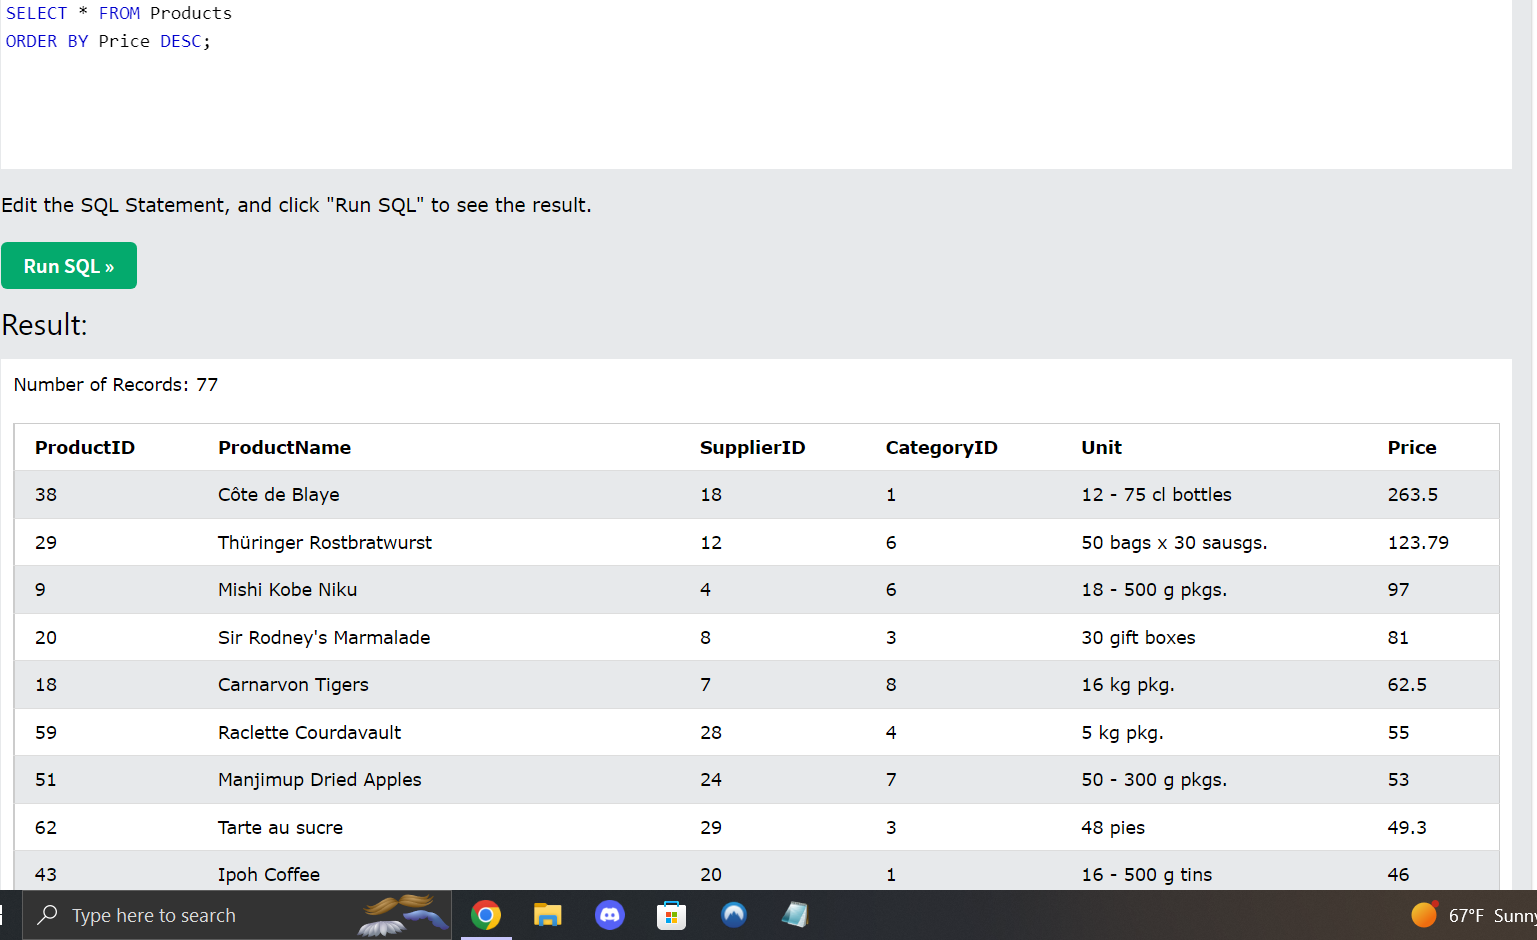 SELECT * FROM Products
ORDER BY Price DESC;
Edit the SQL Statement, and click "Run SQL" to see the result.
Run SQL »
Result:
Number of Records: 77
ProductID ProductName SupplierID CategoryID Unit Price
38 Côte de Blaye 18 1 12 - 75 cl bottles 263.5
29 Thüringer Rostbratwurst 12 6 50 bags x 30 sausgs. 123.79
9 Mishi Kobe Niku 4 6 18 - 500 g pkgs. 97
20 Sir Rodney's Marmalade 8 3 30 gift boxes 81
18 Carnarvon Tigers 7 8 16 kg pkg. 62.5
59 Raclette Courdavault 28 4 5 kg pkg. 55
51 Manjimup Dried Apples 24 7 50 - 300 g pkgs. 53
62 Tarte au sucre 29 3 48 pies 49.3
43 Ipoh Coffee 20 1 16 - 500 g tins 46
Type here to search 67°F Sunny